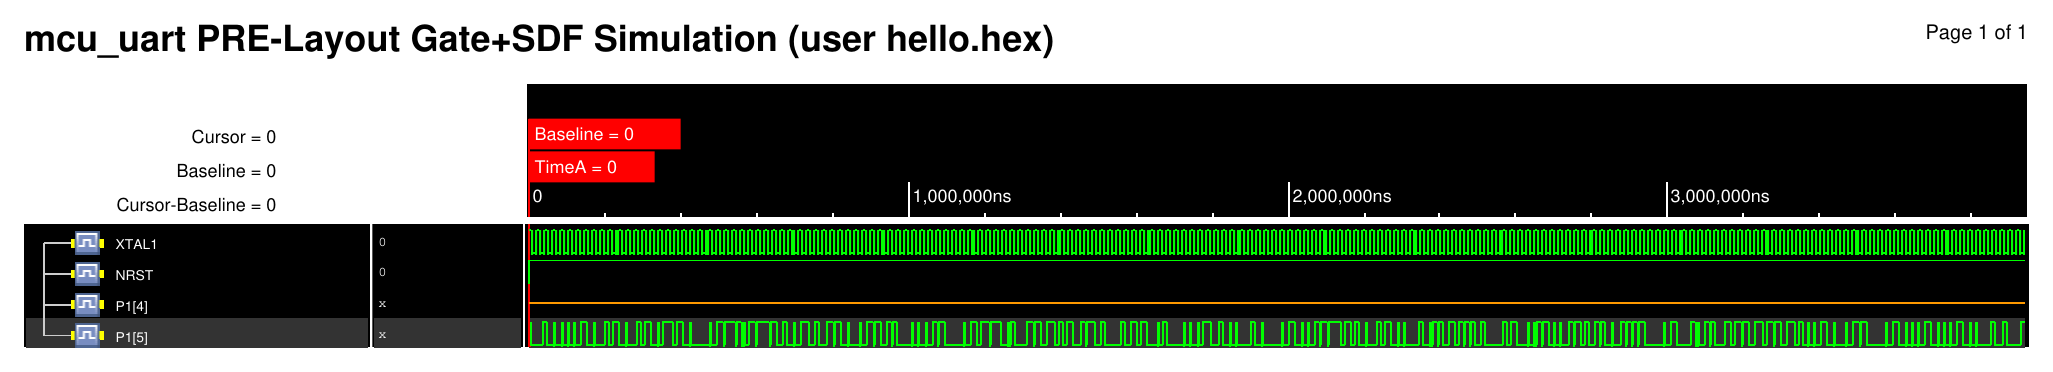 mcu_uart PRE-Layout Gate+SDF Simulation (user hello.hex)
Page 1 of 1
Cursor = 0
Baseline = 0
Cursor-Baseline = 0
Baseline = 0
TimeA = 0
0 1,000,000ns 2,000,000ns 3,000,000ns
XTAL1 0
NRST 0
P1[4] x
P1[5] x